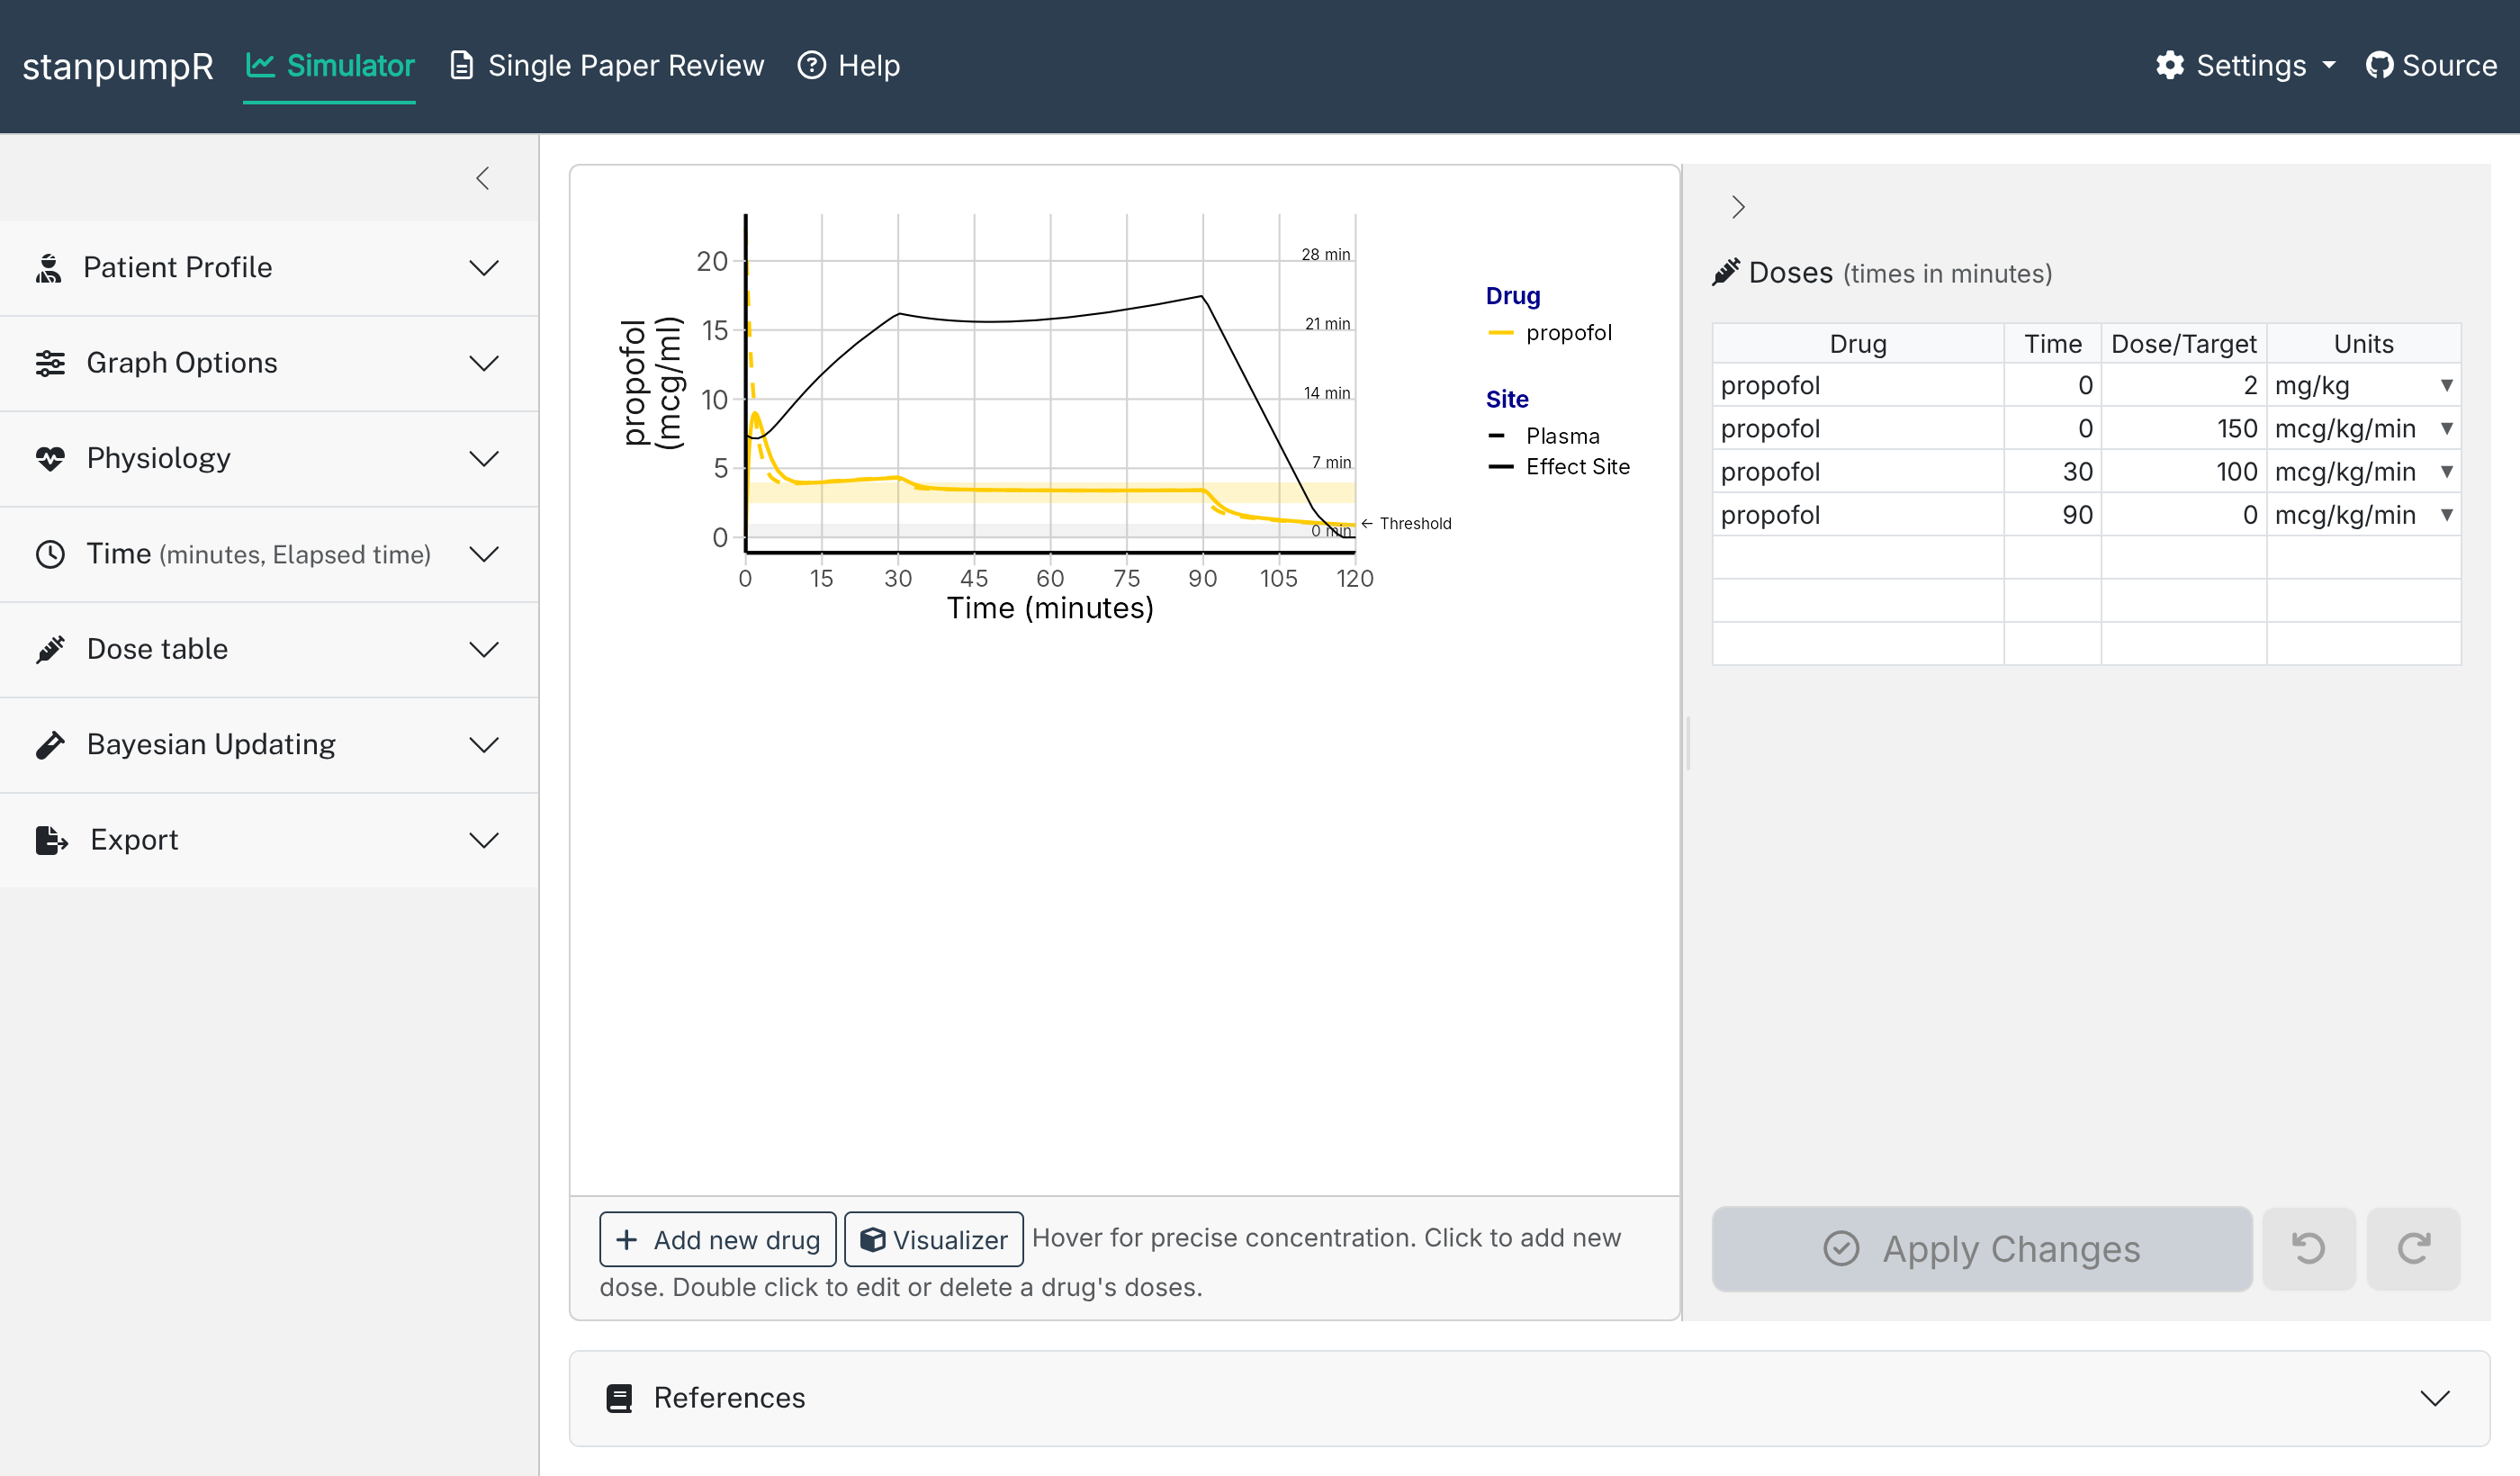 stanpumpR Simulator Single Paper Review Help Settings Source
Patient Profile
Graph Options
Physiology
Time (minutes, Elapsed time)
Dose table
Bayesian Updating
Export
propofol
(mcg/ml)
20
15
10
5
0
28 min
21 min
14 min
7 min
0 min
← Threshold
0 15 30 45 60 75 90 105 120
Time (minutes)
Drug
propofol
Site
Plasma
Effect Site
Add new drug Visualizer Hover for precise concentration. Click to add new
dose. Double click to edit or delete a drug's doses.
Doses (times in minutes)
Drug Time Dose/Target Units
propofol 0 2 mg/kg
propofol 0 150 mcg/kg/min
propofol 30 100 mcg/kg/min
propofol 90 0 mcg/kg/min
Apply Changes
References